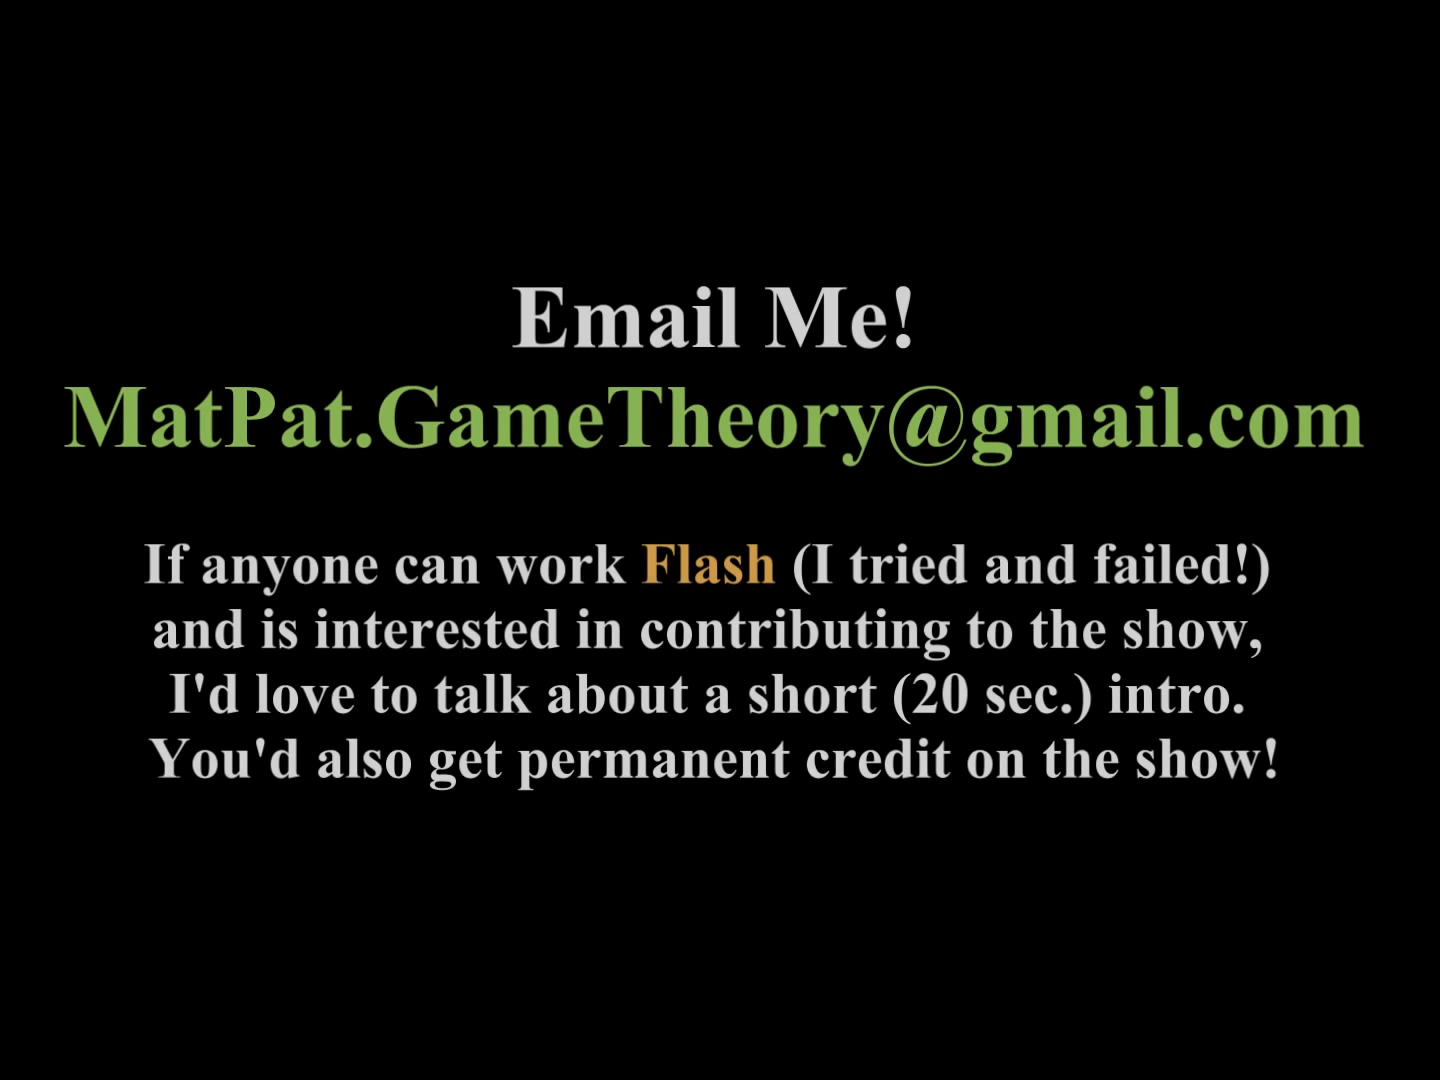 Email Me!
MatPat.GameTheory@gmail.com
If anyone can work Flash (I tried and failed!)
and is interested in contributing to the show,
I'd love to talk about a short (20 sec.) intro.
You'd also get permanent credit on the show!